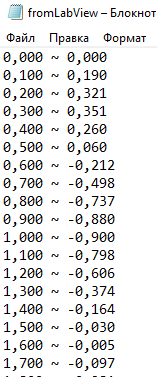 fromLabView – Блокнот
Файл Правка Формат
0,000 ~ 0,000
0,100 ~ 0,190
0,200 ~ 0,321
0,300 ~ 0,351
0,400 ~ 0,260
0,500 ~ 0,060
0,600 ~ -0,212
0,700 ~ -0,498
0,800 ~ -0,737
0,900 ~ -0,880
1,000 ~ -0,900
1,100 ~ -0,798
1,200 ~ -0,606
1,300 ~ -0,374
1,400 ~ -0,164
1,500 ~ -0,030
1,600 ~ -0,005
1,700 ~ -0,097